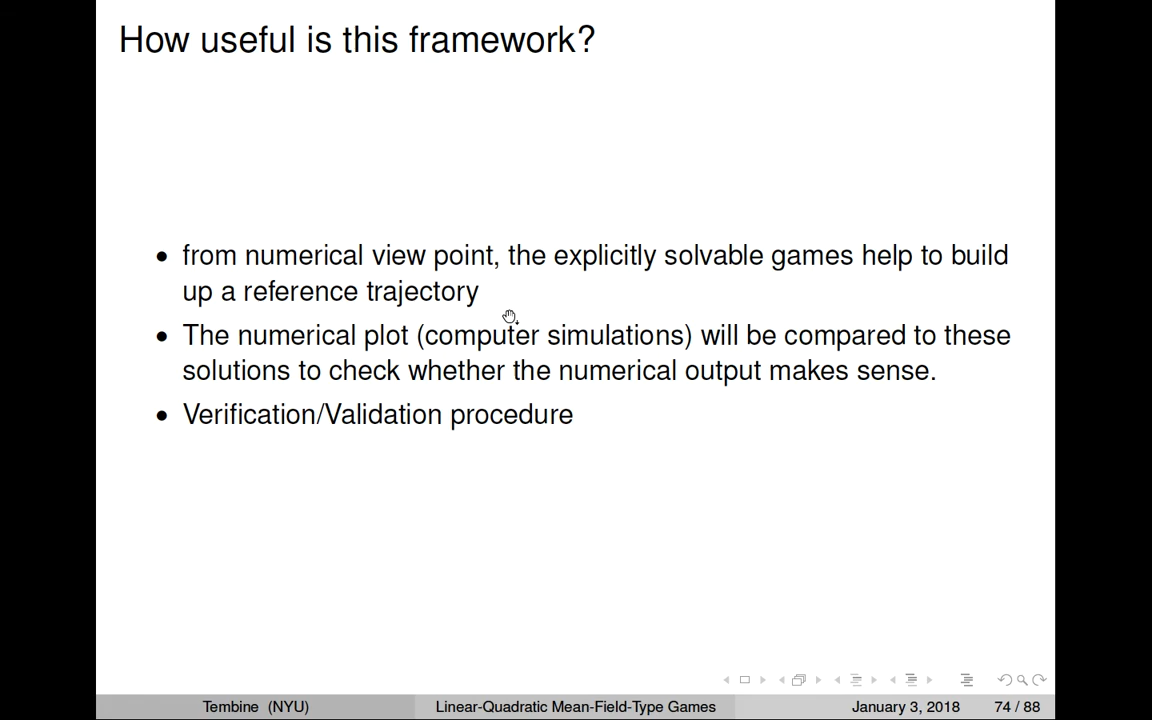 How useful is this framework?
• from numerical view point, the explicitly solvable games help to build
up a reference trajectory
• The numerical plot (computer simulations) will be compared to these
solutions to check whether the numerical output makes sense.
• Verification/Validation procedure
Tembine (NYU) Linear-Quadratic Mean-Field-Type Games January 3, 2018 74 / 88